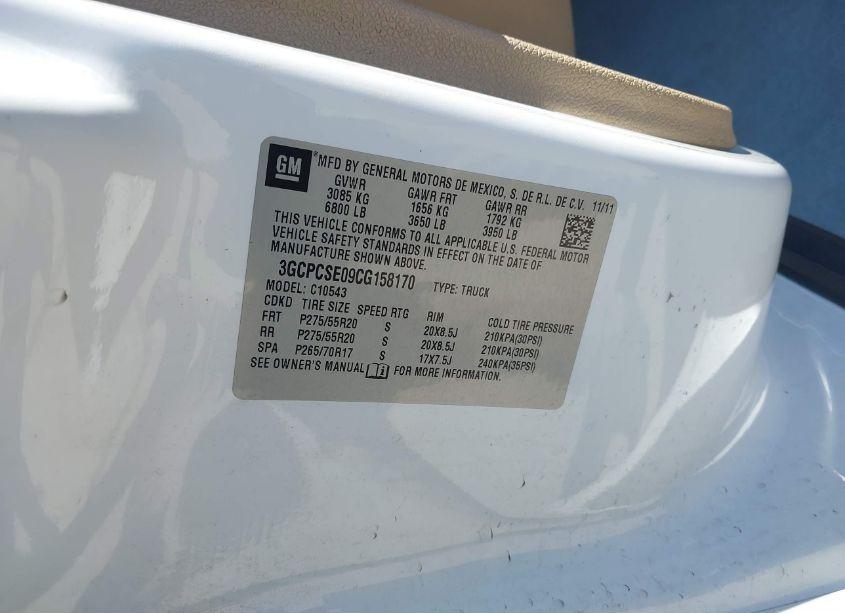 GM *MFD BY GENERAL MOTORS DE MEXICO, S. DE R.L. DE C.V. 11/11
GVWR GAWR FRT GAWR RR
3085 KG 1656 KG 1792 KG
6800 LB 3650 LB 3950 LB
THIS VEHICLE CONFORMS TO ALL APPLICABLE U.S. FEDERAL MOTOR
VEHICLE SAFETY STANDARDS IN EFFECT ON THE DATE OF
MANUFACTURE SHOWN ABOVE.
3GCPCSE09CG158170 TYPE: TRUCK
MODEL: C10543
CDKD TIRE SIZE SPEED RTG RIM COLD TIRE PRESSURE
FRT P275/55R20 S 20X8.5J 210KPA(30PSI)
RR P275/55R20 S 20X8.5J 210KPA(30PSI)
SPA P265/70R17 S 17X7.5J 240KPA(35PSI)
SEE OWNER'S MANUAL FOR MORE INFORMATION.